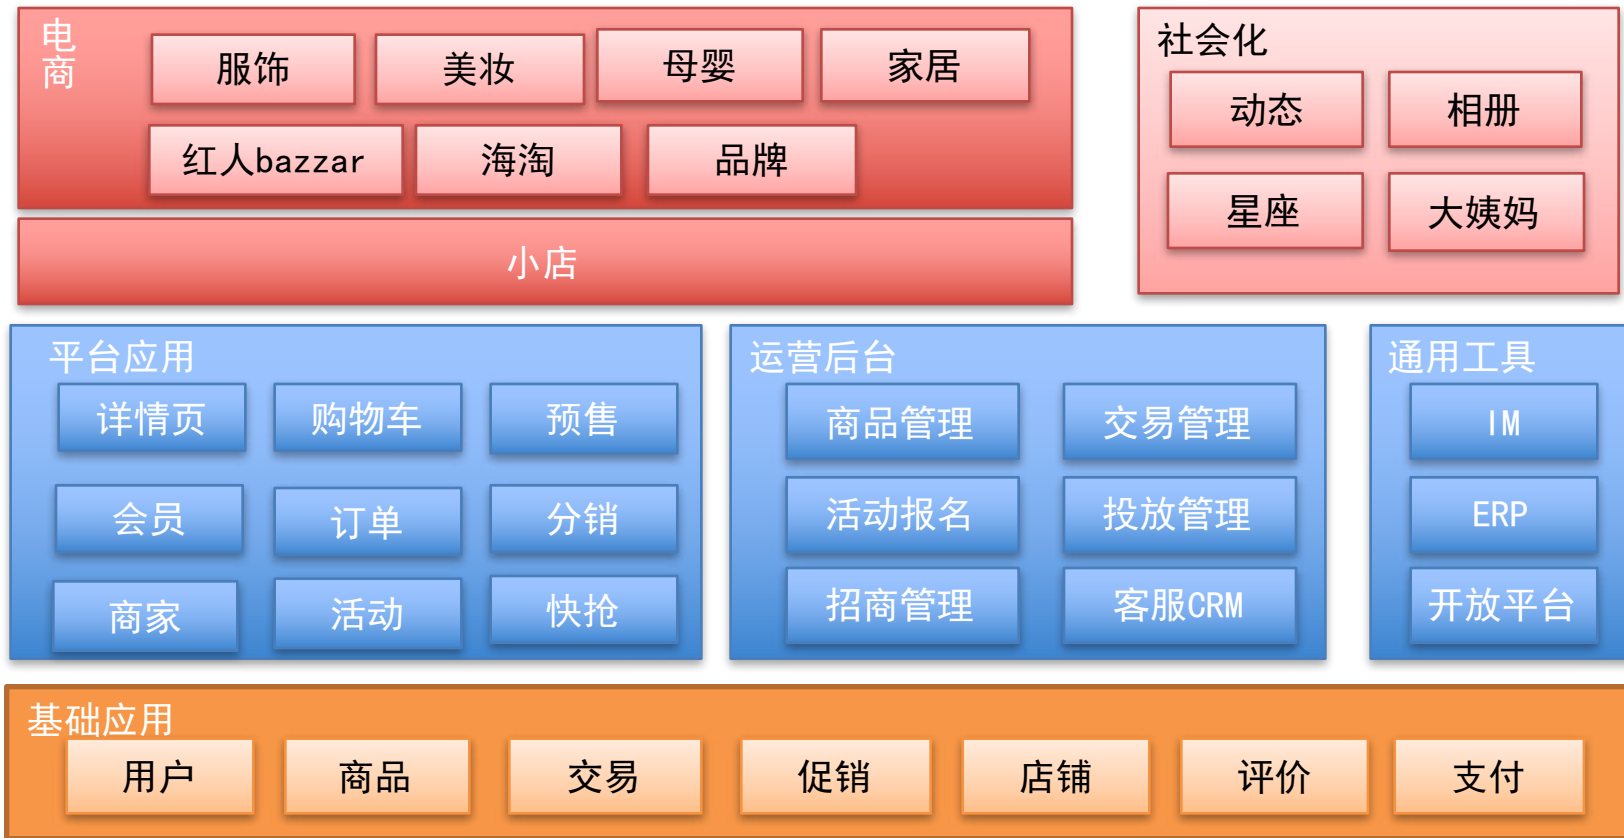 电商
服饰 美妆 母婴 家居
红人bazzar 海淘 品牌
小店
社会化
动态 相册
星座 大姨妈
平台应用
详情页 购物车 预售
会员 订单 分销
商家 活动 快抢
运营后台
商品管理 交易管理
活动报名 投放管理
招商管理 客服CRM
通用工具
IM
ERP
开放平台
基础应用
用户 商品 交易 促销 店铺 评价 支付